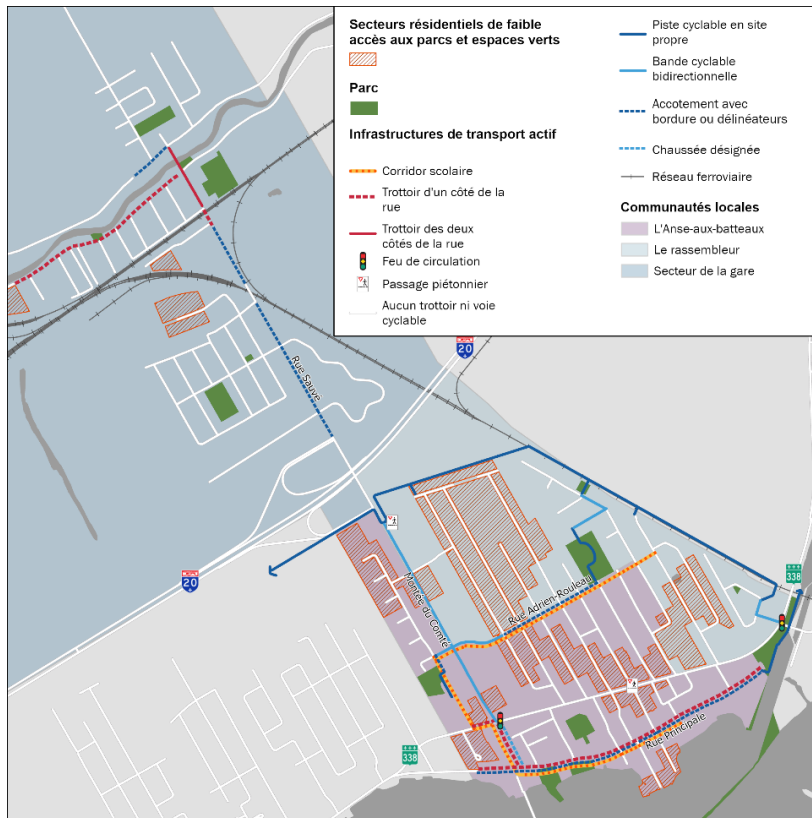 Secteurs résidentiels de faible
accès aux parcs et espaces verts
Parc
Infrastructures de transport actif
Corridor scolaire
Trottoir d'un côté de la
rue
Trottoir des deux
côtés de la rue
Feu de circulation
Passage piétonnier
Aucun trottoir ni voie
cyclable
Piste cyclable en site
propre
Bande cyclable
bidirectionnelle
Accotement avec
bordure ou délinéateurs
Chaussée désignée
Réseau ferroviaire
Communautés locales
L'Anse-aux-batteaux
Le rassembleur
Secteur de la gare
20
Rue Sauvé
20
Montée du Comté
Rue Adrien-Rouleau
338
Rue Principale
338